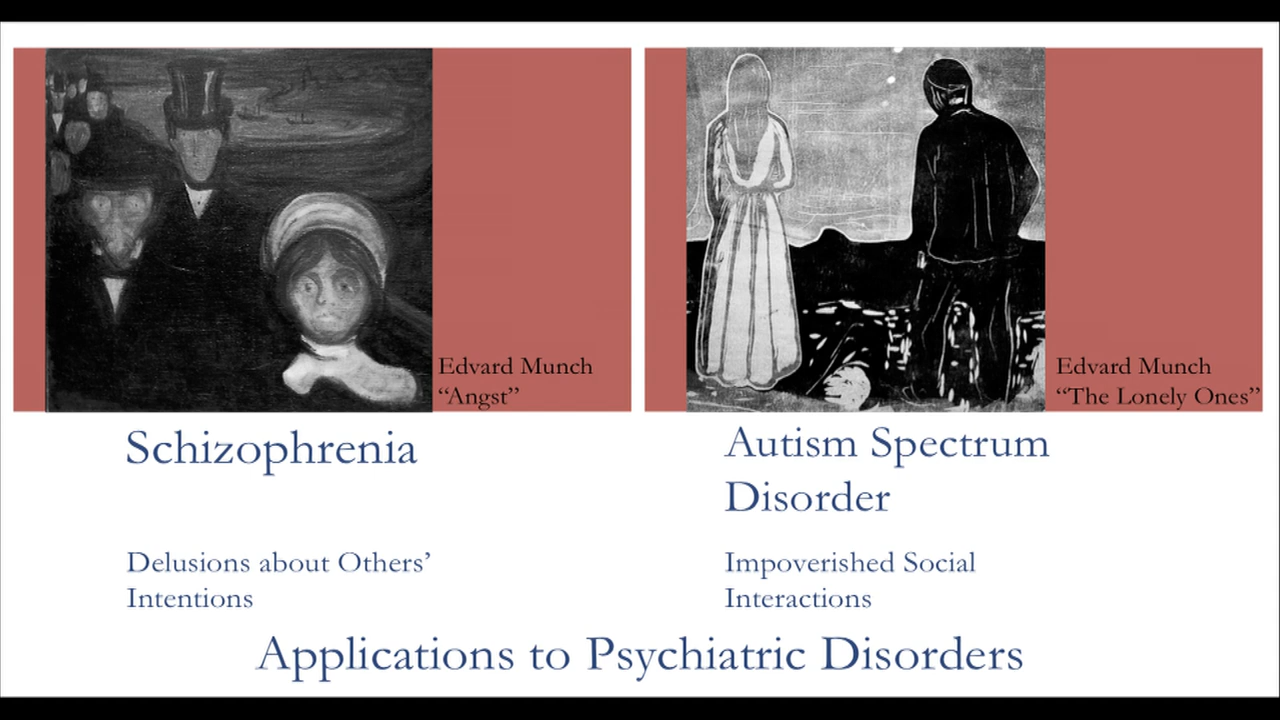 Edvard Munch
“Angst”
Edvard Munch
“The Lonely Ones”
Schizophrenia
Autism Spectrum
Disorder
Delusions about Others’
Intentions
Impoverished Social
Interactions
Applications to Psychiatric Disorders